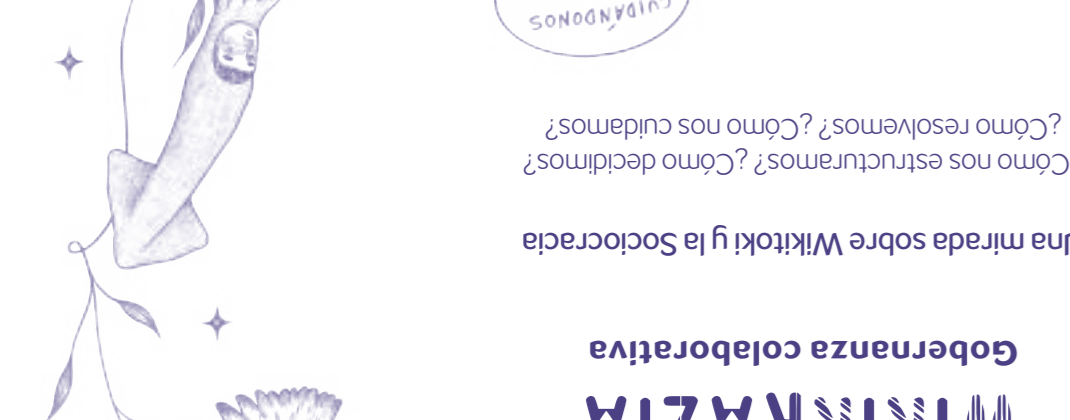 Gobernanza colaborativa
Una mirada sobre Wikitoki y la Sociocracia
Cómo nos estructuramos? ¿Cómo decidimos?
¿Cómo resolvemos? ¿Cómo nos cuidamos?
CUIDÁNDONOS